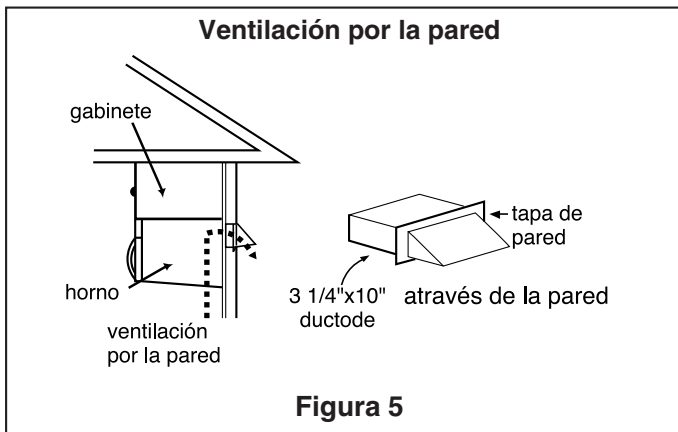 Ventilación por la pared
gabinete
horno
ventilación
por la pared
tapa de
pared
3 1/4"x10"
ductode
através de la pared
Figura 5